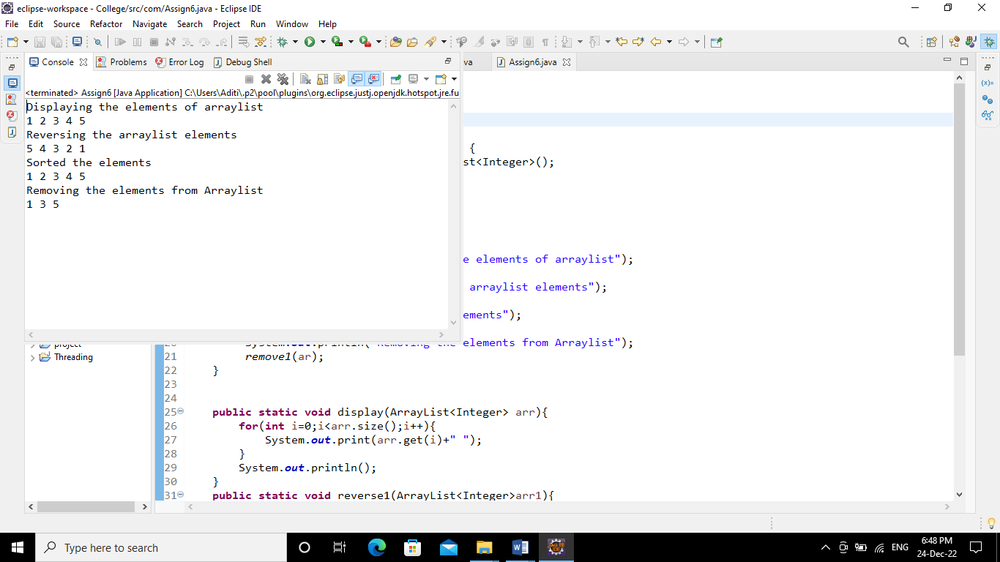 eclipse-workspace - College/src/com/Assign6.java - Eclipse IDE
File Edit Source Refactor Navigate Search Project Run Window Help
Console Problems Error Log Debug Shell
va Assign6.java
<terminated> Assign6 [Java Application] C:\Users\Aditi\.p2\pool\plugins\org.eclipse.justj.openjdk.hotspot.jre.fu
Displaying the elements of arraylist
1 2 3 4 5
Reversing the arraylist elements
5 4 3 2 1
Sorted the elements
1 2 3 4 5
Removing the elements from Arraylist
1 3 5
{
st<Integer>();
e elements of arraylist");
arraylist elements");
ements");
project
Threading
20 System.out.println("Removing the elements from Arraylist");
21 remove1(ar);
22 }
23
24
25 public static void display(ArrayList<Integer> arr){
26 for(int i=0;i<arr.size();i++){
27 System.out.print(arr.get(i)+" ");
28 }
29 System.out.println();
30 }
31 public static void reverse1(ArrayList<Integer>arr1){
Type here to search
ENG
6:48 PM
24-Dec-22